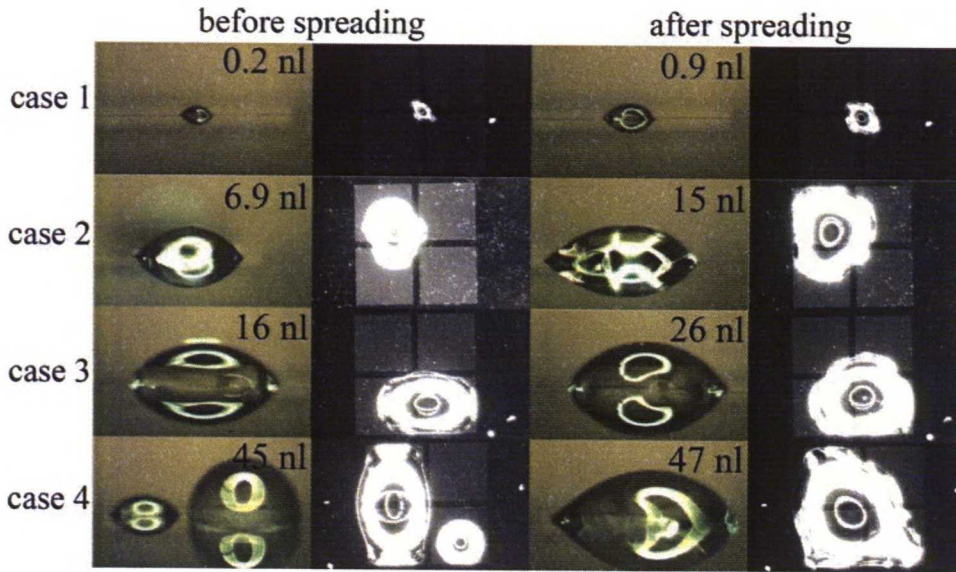 before spreading after spreading
case 1 0.2 nl 0.9 nl
case 2 6.9 nl 15 nl
case 3 16 nl 26 nl
case 4 45 nl 47 nl